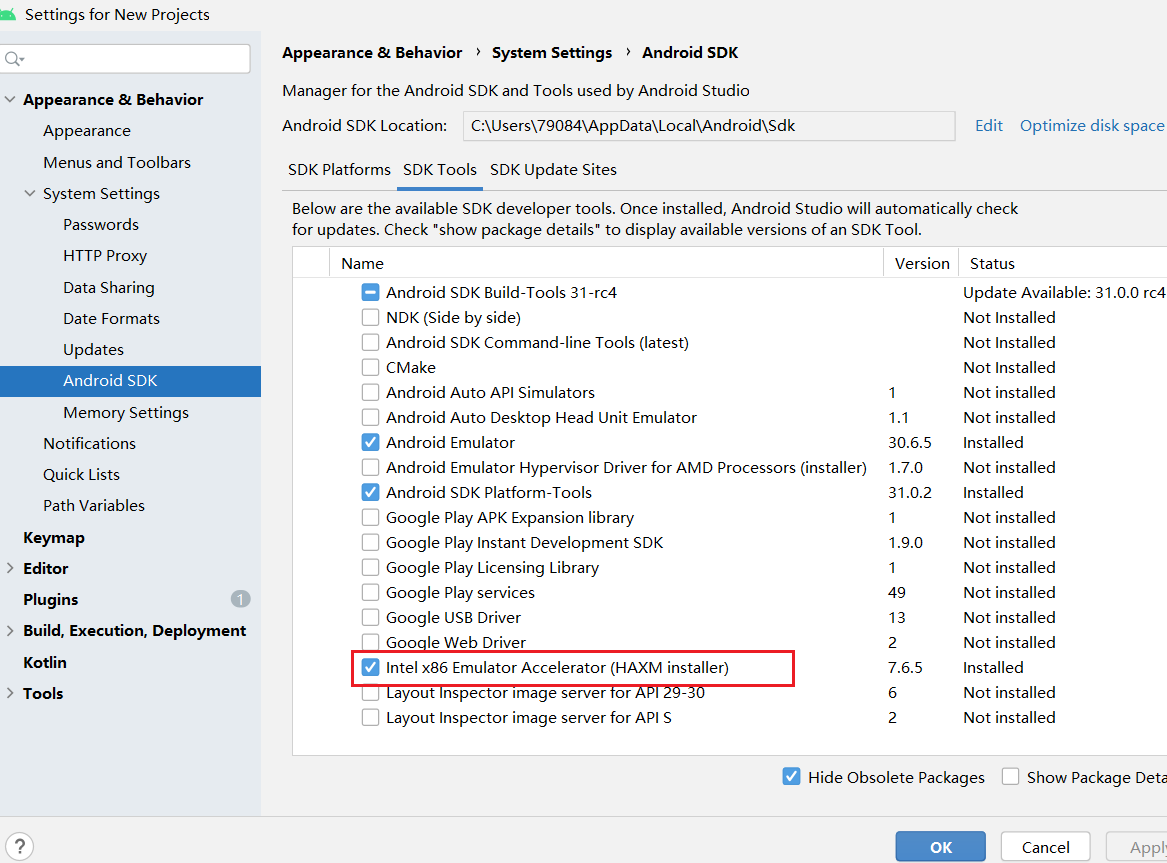 Settings for New Projects
Appearance & Behavior
Appearance
Menus and Toolbars
System Settings
Passwords
HTTP Proxy
Data Sharing
Date Formats
Updates
Android SDK
Memory Settings
Notifications
Quick Lists
Path Variables
Keymap
Editor
Plugins 1
Build, Execution, Deployment
Kotlin
Tools
Appearance & Behavior › System Settings › Android SDK
Manager for the Android SDK and Tools used by Android Studio
Android SDK Location: C:\Users\79084\AppData\Local\Android\Sdk Edit Optimize disk space
SDK Platforms SDK Tools SDK Update Sites
Below are the available SDK developer tools. Once installed, Android Studio will automatically check
for updates. Check "show package details" to display available versions of an SDK Tool.
Name Version Status
Android SDK Build-Tools 31-rc4 Update Available: 31.0.0 rc4
NDK (Side by side) Not Installed
Android SDK Command-line Tools (latest) Not Installed
CMake Not Installed
Android Auto API Simulators 1 Not installed
Android Auto Desktop Head Unit Emulator 1.1 Not installed
Android Emulator 30.6.5 Installed
Android Emulator Hypervisor Driver for AMD Processors (installer) 1.7.0 Not installed
Android SDK Platform-Tools 31.0.2 Installed
Google Play APK Expansion library 1 Not installed
Google Play Instant Development SDK 1.9.0 Not installed
Google Play Licensing Library 1 Not installed
Google Play services 49 Not installed
Google USB Driver 13 Not installed
Google Web Driver 2 Not installed
Intel x86 Emulator Accelerator (HAXM installer) 7.6.5 Installed
Layout Inspector image server for API 29-30 6 Not installed
Layout Inspector image server for API S 2 Not installed
Hide Obsolete Packages Show Package Deta
? OK Cancel Apply